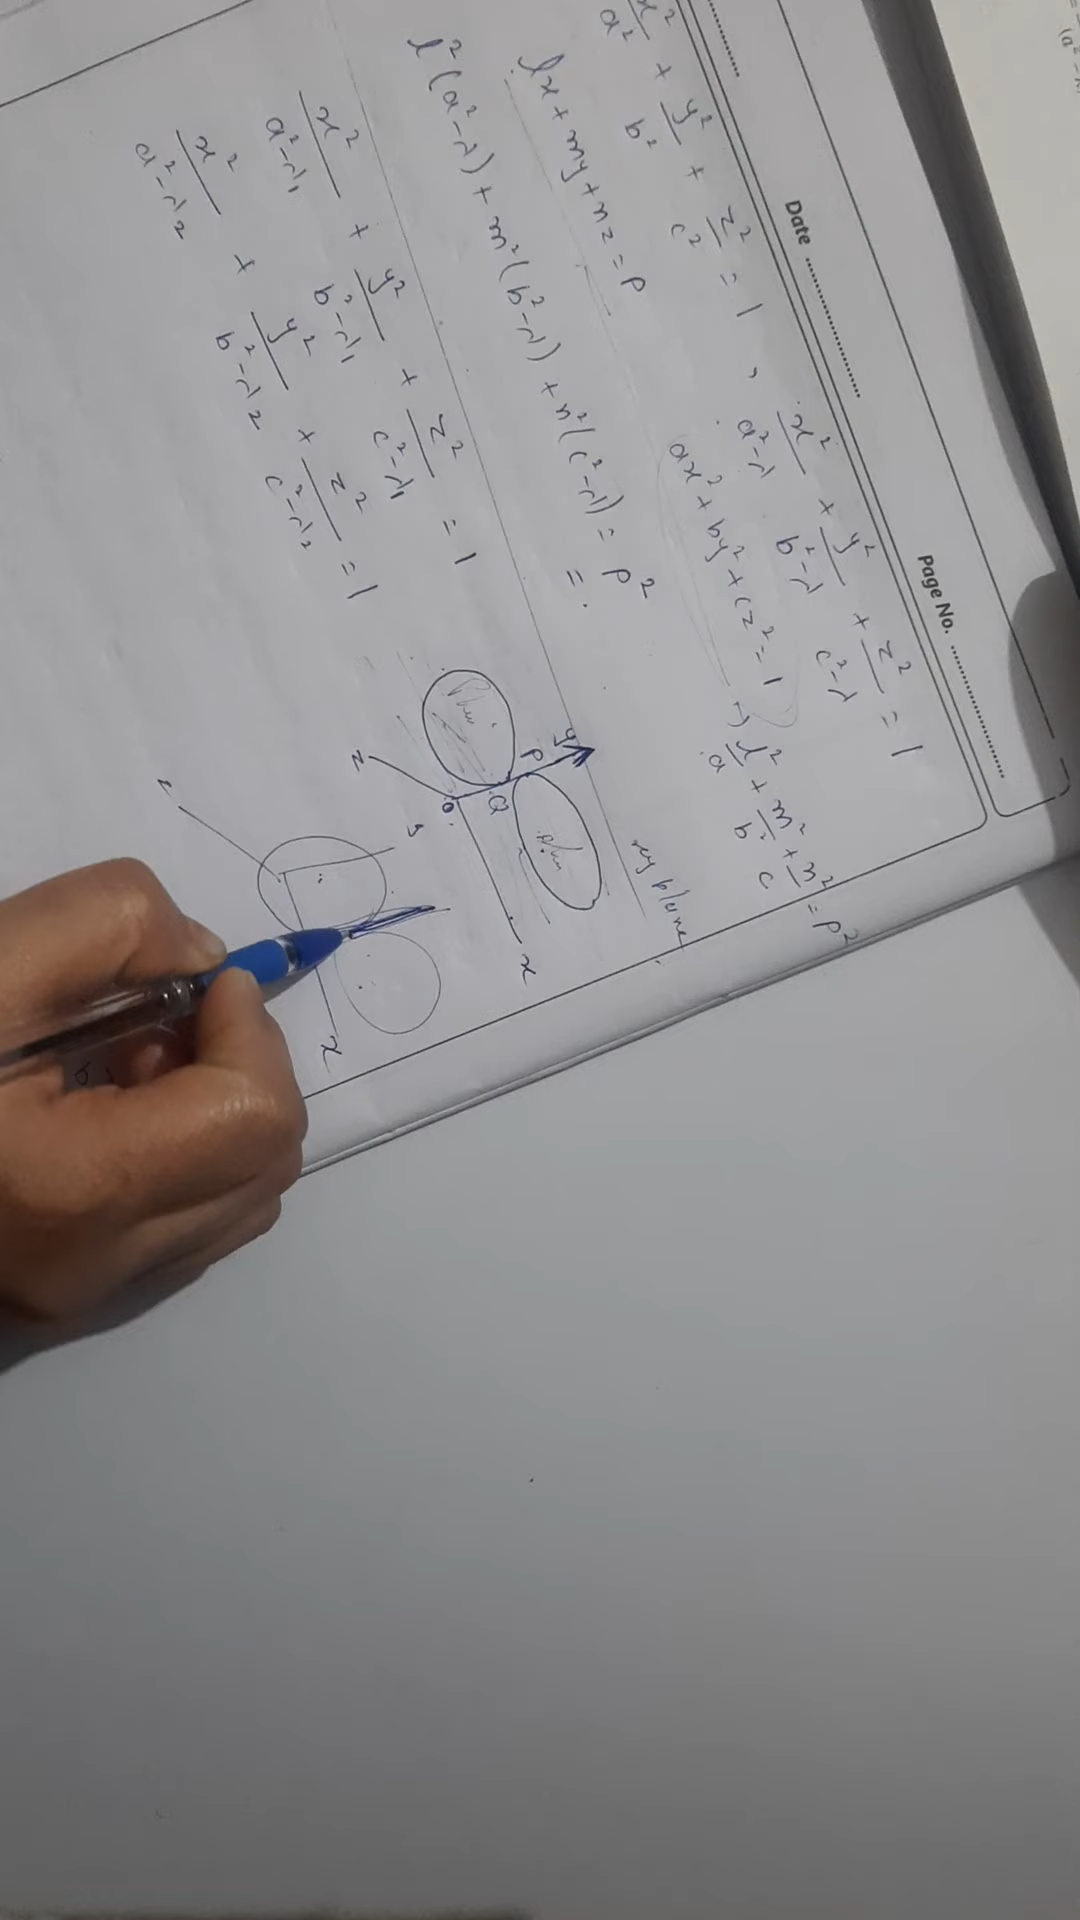 Page No. ..................
Date ..................
x²/a² + y²/b² + z²/c² = 1 , x²/a²-λ + y²/b²-λ + z²/c²-λ = 1
ax² + by² + cz² = 1 → l²/a + m²/b + n²/c = p²
lx + my + nz = p
l²(a²-λ) + m²(b²-λ) + n²(c²-λ) = p²
=
x²/a²-λ₁ + y²/b²-λ₁ + z²/c²-λ₁ = 1
x²/a²-λ₂ + y²/b²-λ₂ + z²/c²-λ₂ = 1
xy plane
y
P
Q
O
x
z
y
x
z